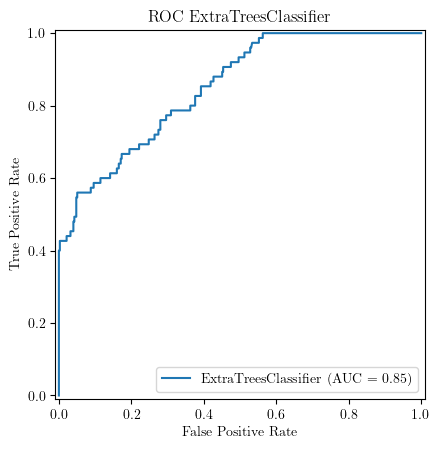 ROC ExtraTreesClassifier
1.0
0.8
0.6
0.4
0.2
0.0
True Positive Rate
0.0 0.2 0.4 0.6 0.8 1.0
False Positive Rate
ExtraTreesClassifier (AUC = 0.85)